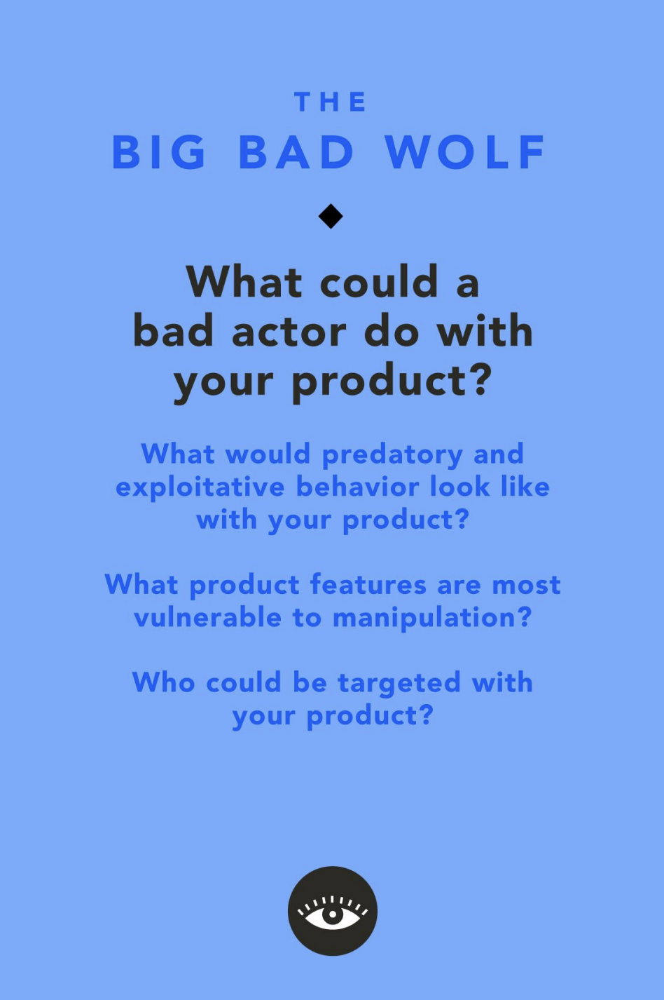 THE
BIG BAD WOLF
What could a
bad actor do with
your product?
What would predatory and
exploitative behavior look like
with your product?
What product features are most
vulnerable to manipulation?
Who could be targeted with
your product?